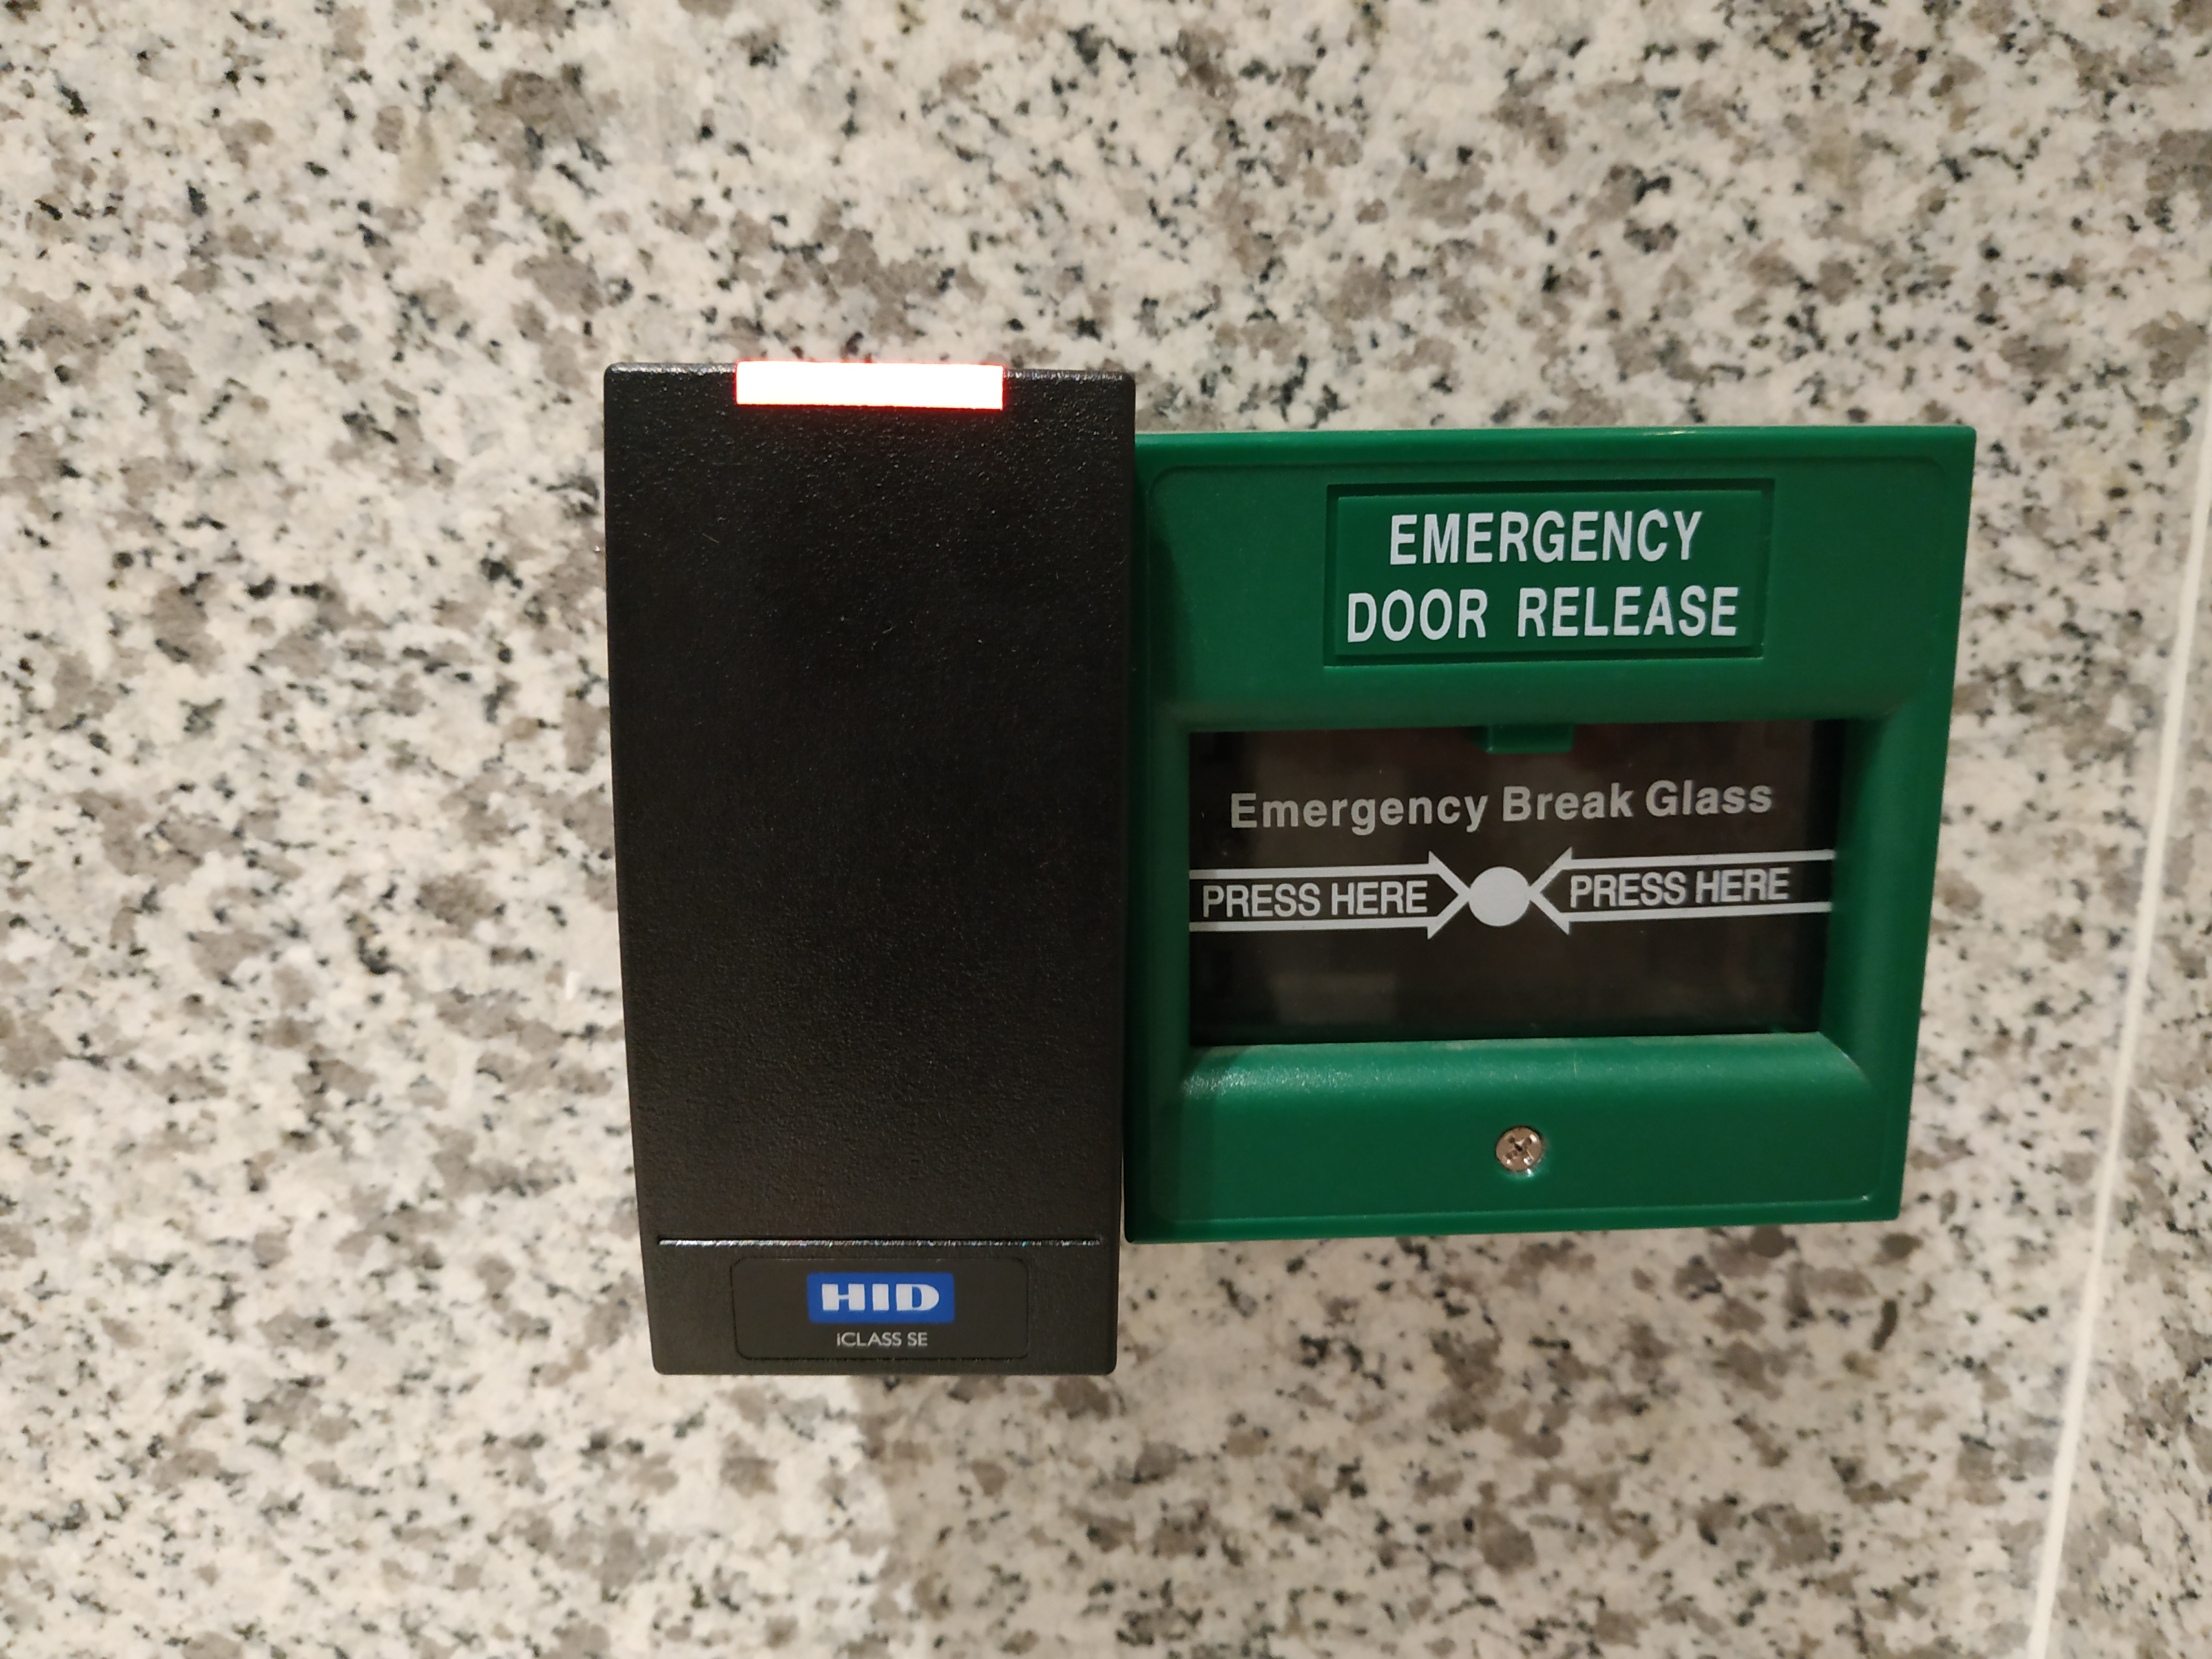 EMERGENCY
DOOR RELEASE
Emergency Break Glass
PRESS HERE PRESS HERE
HID
iCLASS SE